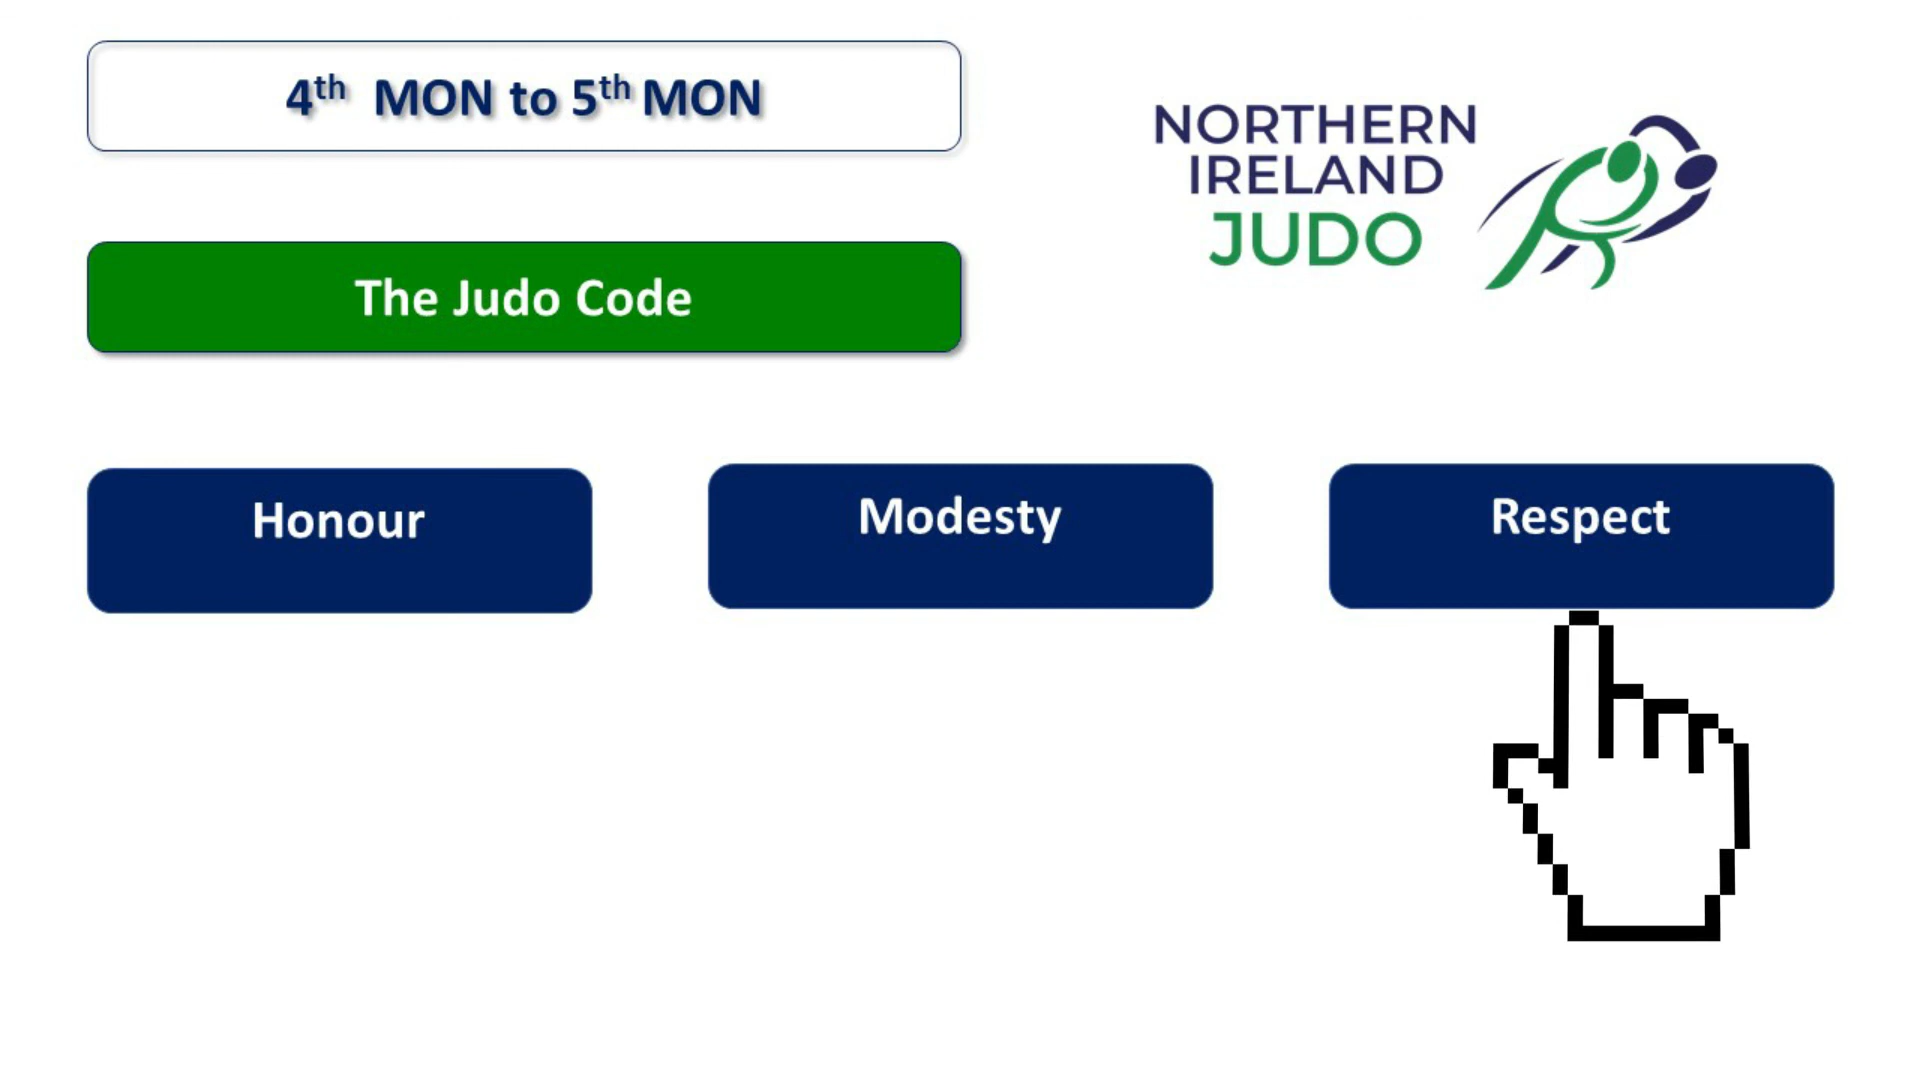 4th MON to 5th MON
NORTHERN
IRELAND
JUDO
The Judo Code
Honour
Modesty
Respect